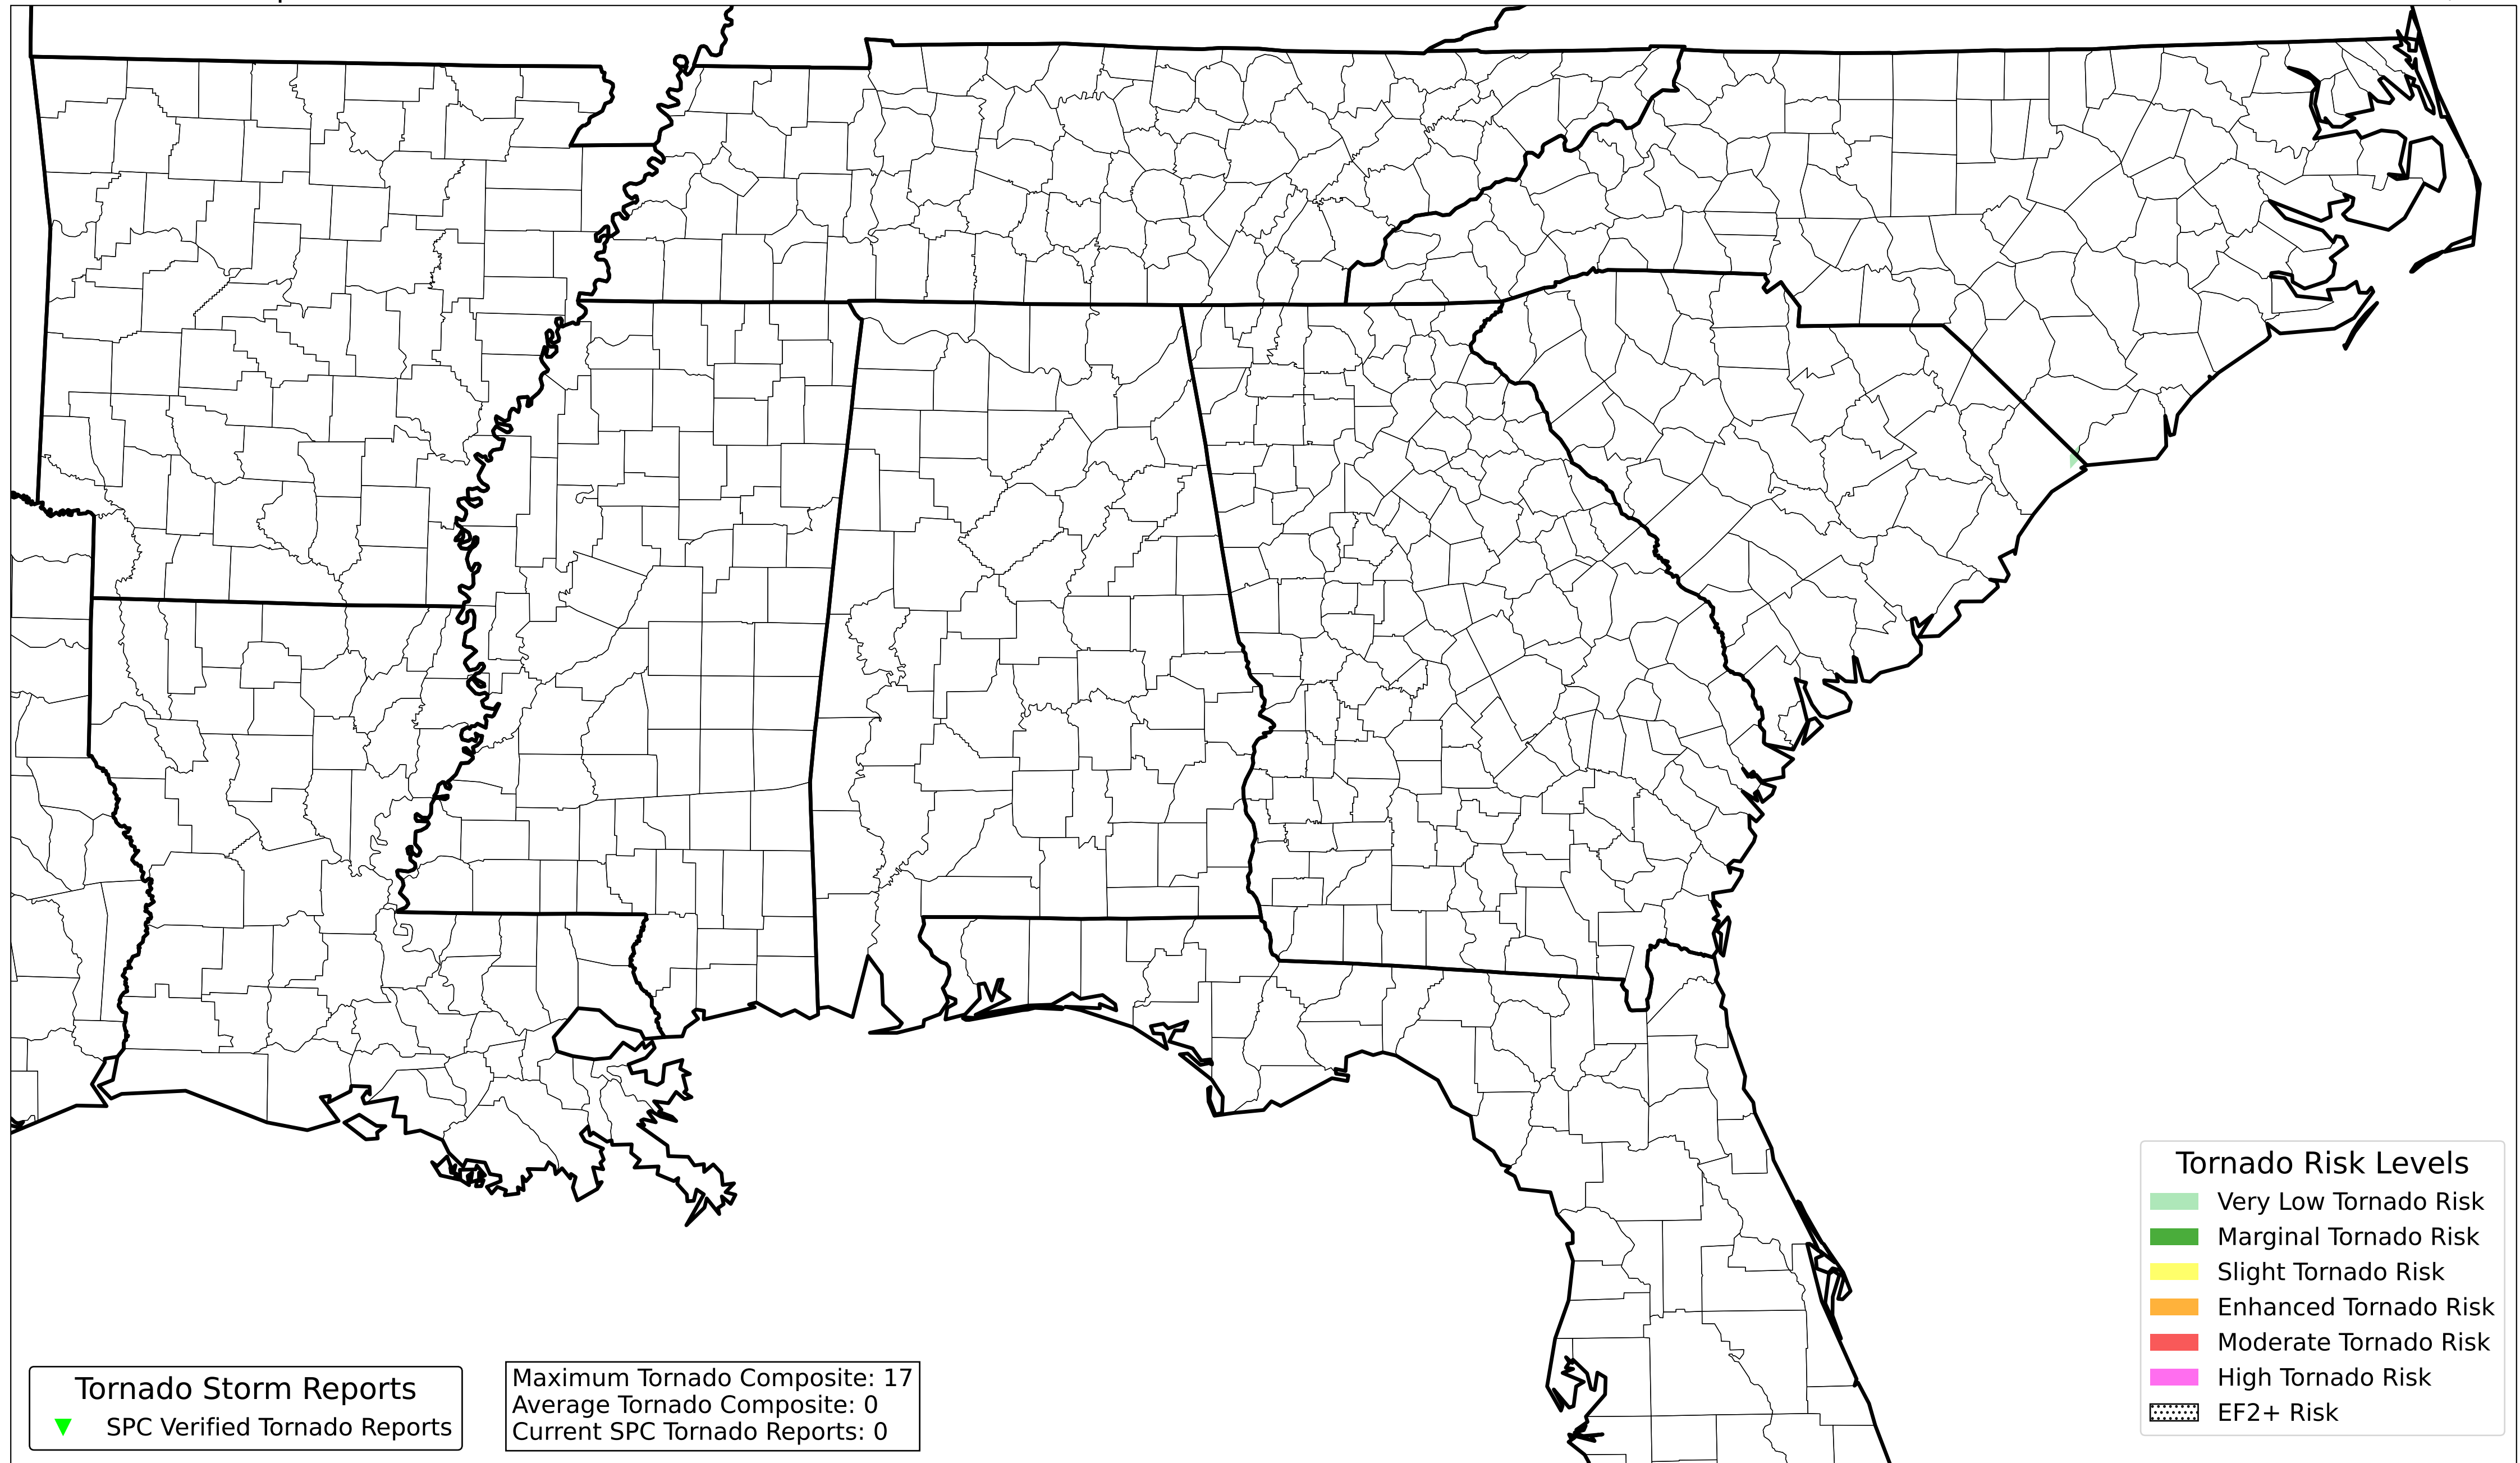 Tornado Risk Levels
Very Low Tornado Risk
Marginal Tornado Risk
Slight Tornado Risk
Enhanced Tornado Risk
Moderate Tornado Risk
High Tornado Risk
EF2+ Risk
Tornado Storm Reports
SPC Verified Tornado Reports
Maximum Tornado Composite: 17
Average Tornado Composite: 0
Current SPC Tornado Reports: 0